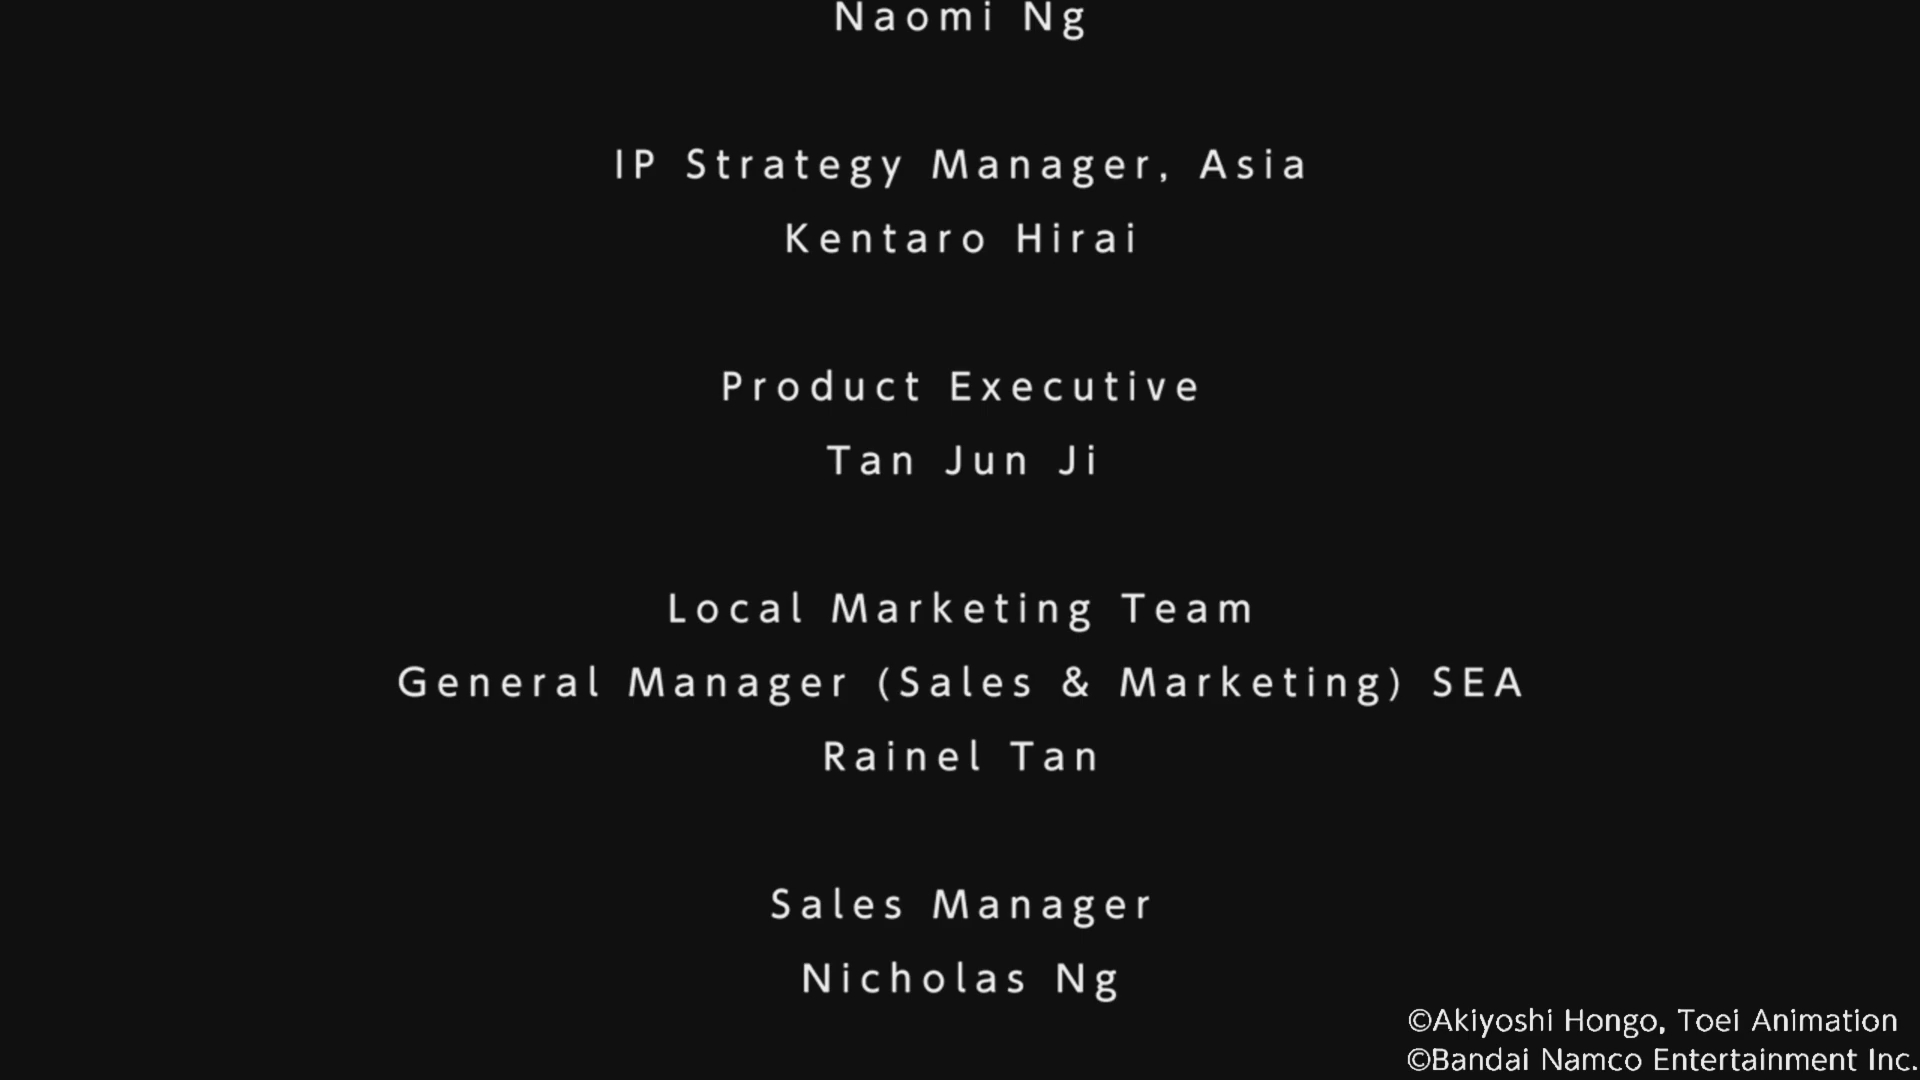 Naomi Ng
IP Strategy Manager, Asia
Kentaro Hirai
Product Executive
Tan Jun Ji
Local Marketing Team
General Manager (Sales & Marketing) SEA
Rainel Tan
Sales Manager
Nicholas Ng
©Akiyoshi Hongo, Toei Animation
©Bandai Namco Entertainment Inc.